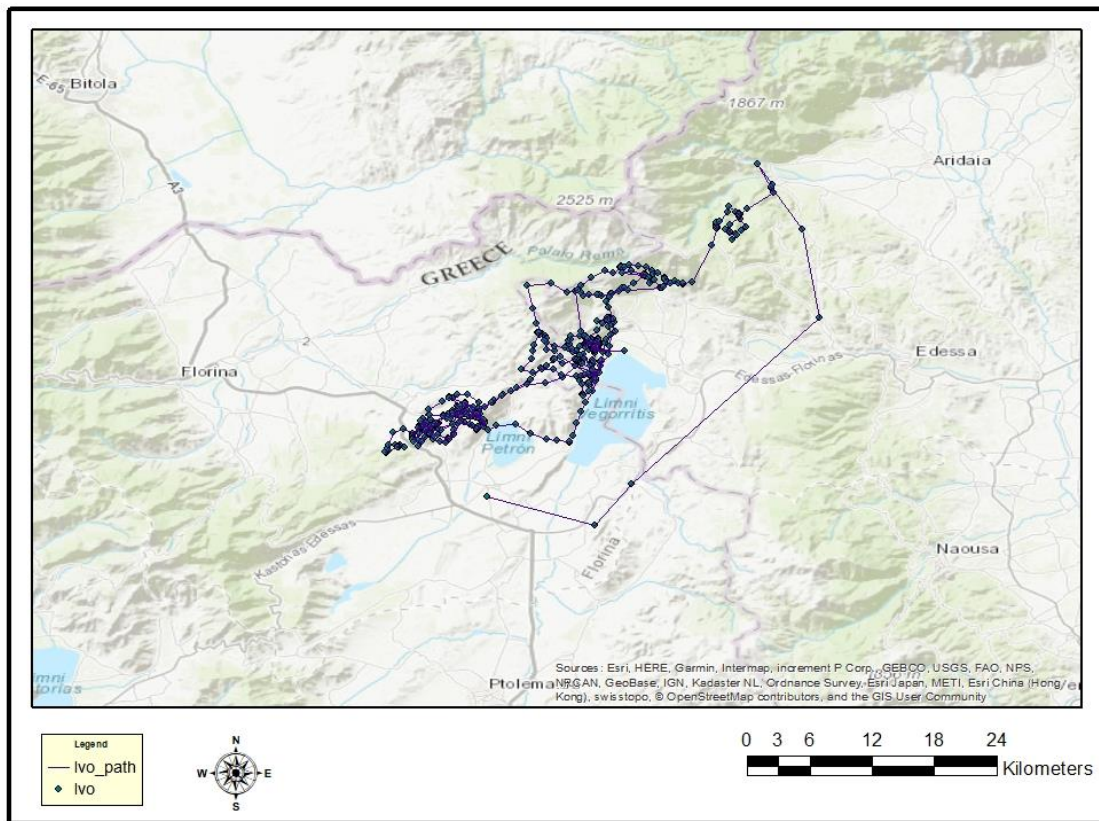 E-65
Bitola
1867 m
Aridaia
A3
2525 m
GREECE
Palaio Rema
2
Florina
Edessa
Edessas-Florinas
Limni
Vegorritis
Limni
Petrón
Kastorias Edessas
Florina
Naousa
Sources: Esri, HERE, Garmin, Intermap, increment P Corp., GEBCO, USGS, FAO, NPS,
NRCAN, GeoBase, IGN, Kadaster NL, Ordnance Survey, Esri Japan, METI, Esri China (Hong
Kong), swisstopo, © OpenStreetMap contributors, and the GIS User Community
Legend
Ivo_path
Ivo
N
W E
S
0 3 6 12 18 24
Kilometers